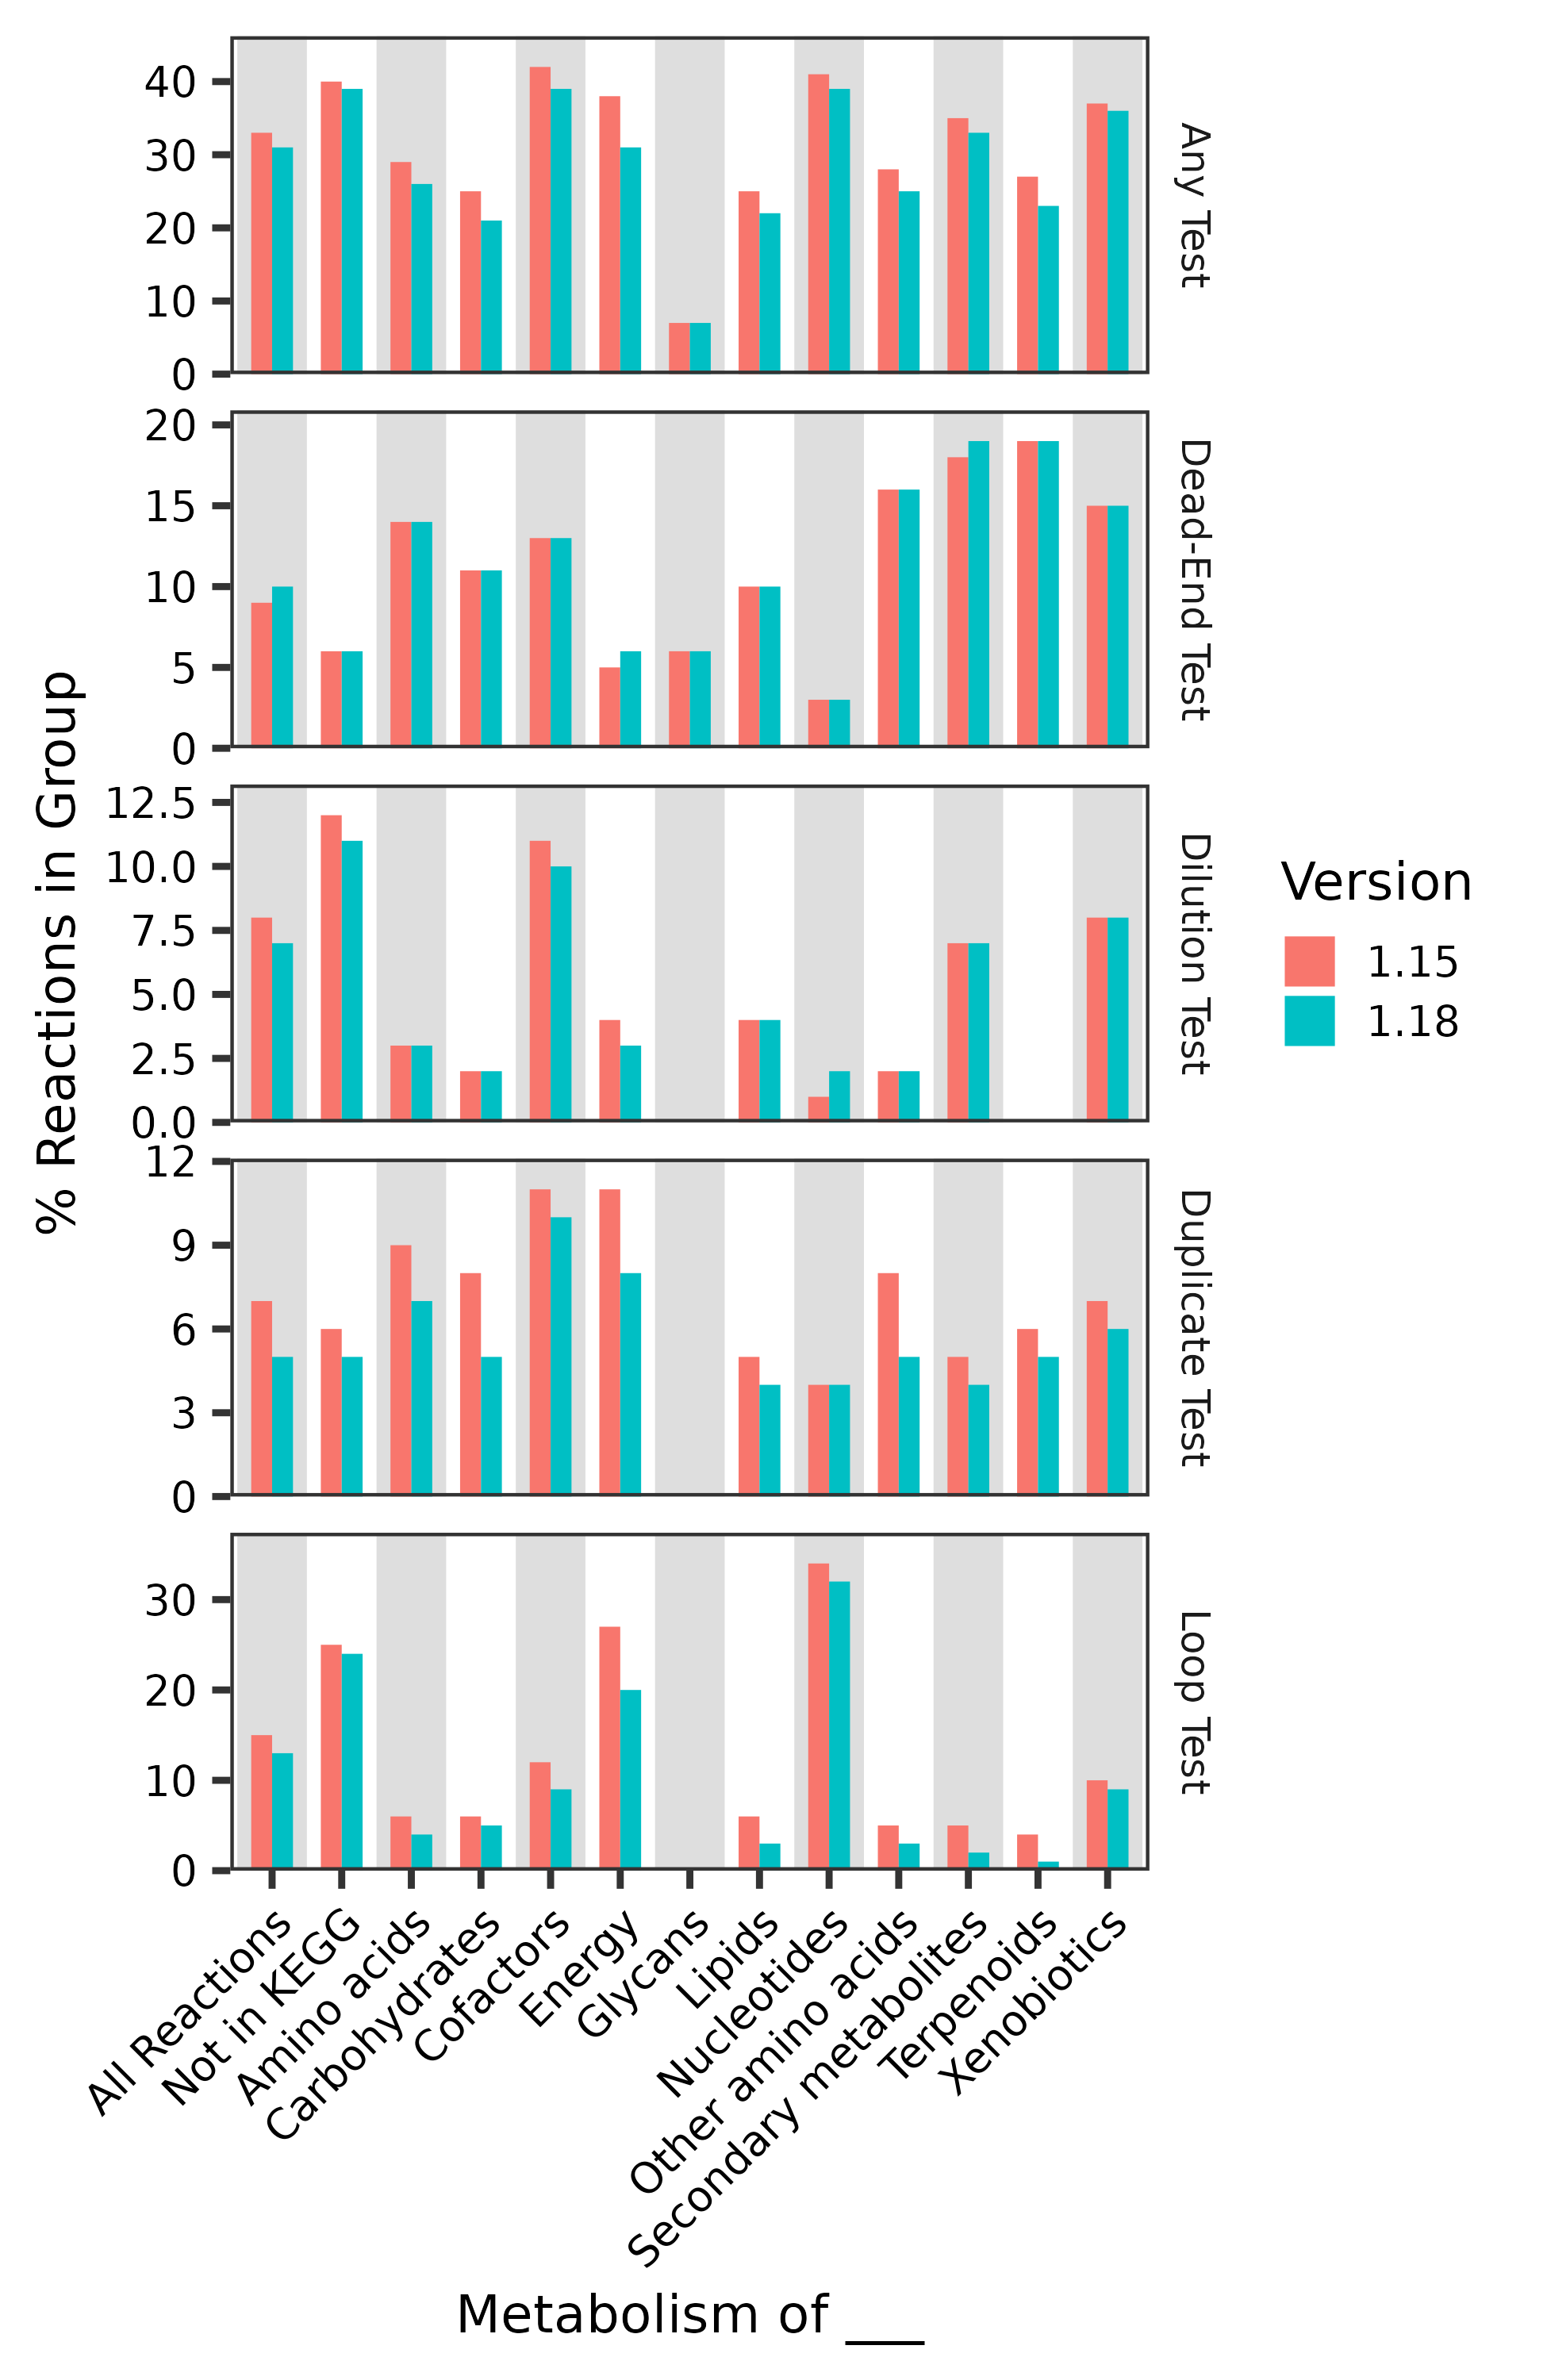 % Reactions in Group
40
30
20
10
0
Any Test
20
15
10
5
0
Dead-End Test
12.5
10.0
7.5
5.0
2.5
0.0
Dilution Test
12
9
6
3
0
Duplicate Test
30
20
10
0
Loop Test
All Reactions
Not in KEGG
Amino acids
Carbohydrates
Cofactors
Energy
Glycans
Lipids
Nucleotides
Other amino acids
Secondary metabolites
Terpenoids
Xenobiotics
Metabolism of ___
Version
1.15
1.18